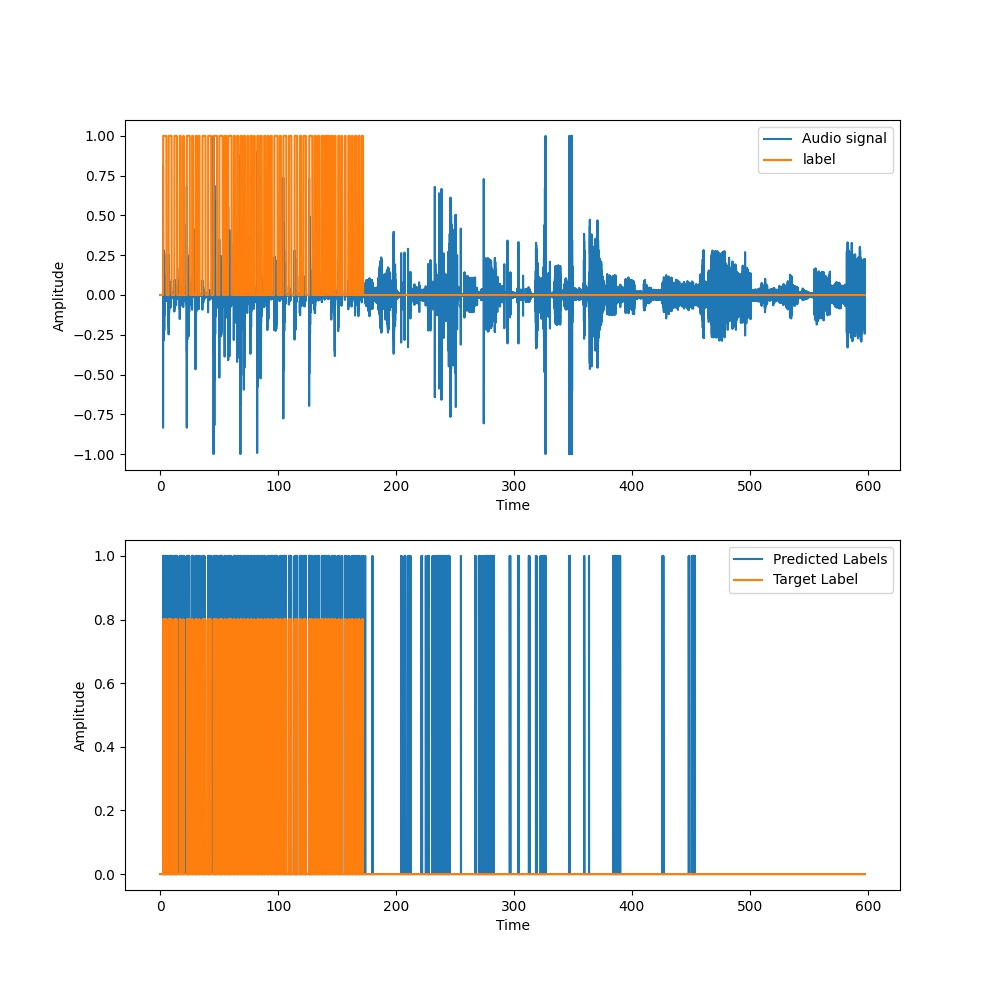 1.00
0.75
0.50
0.25
0.00
−0.25
−0.50
−0.75
−1.00
Amplitude
Audio signal
label
0 100 200 300 400 500 600
Time
1.0
0.8
0.6
0.4
0.2
0.0
Amplitude
Predicted Labels
Target Label
0 100 200 300 400 500 600
Time